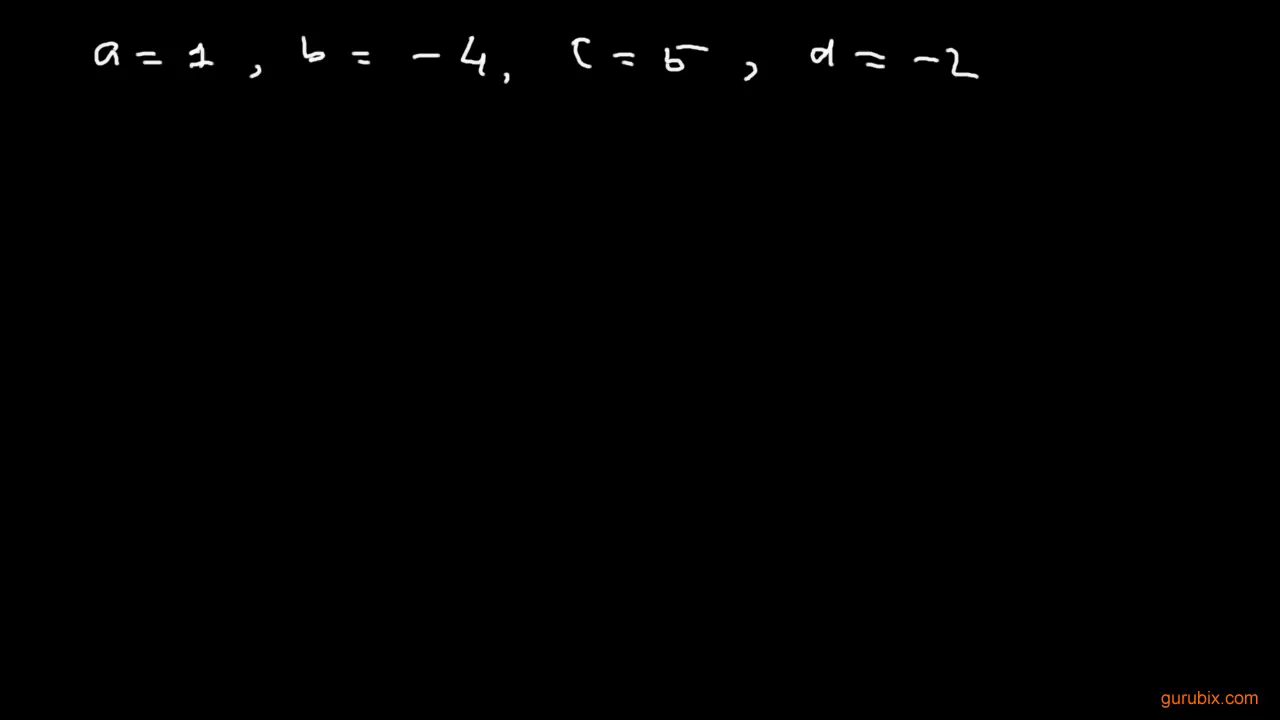 a = 1 , b = - 4, c = 5 , d = -2
gurubix.com